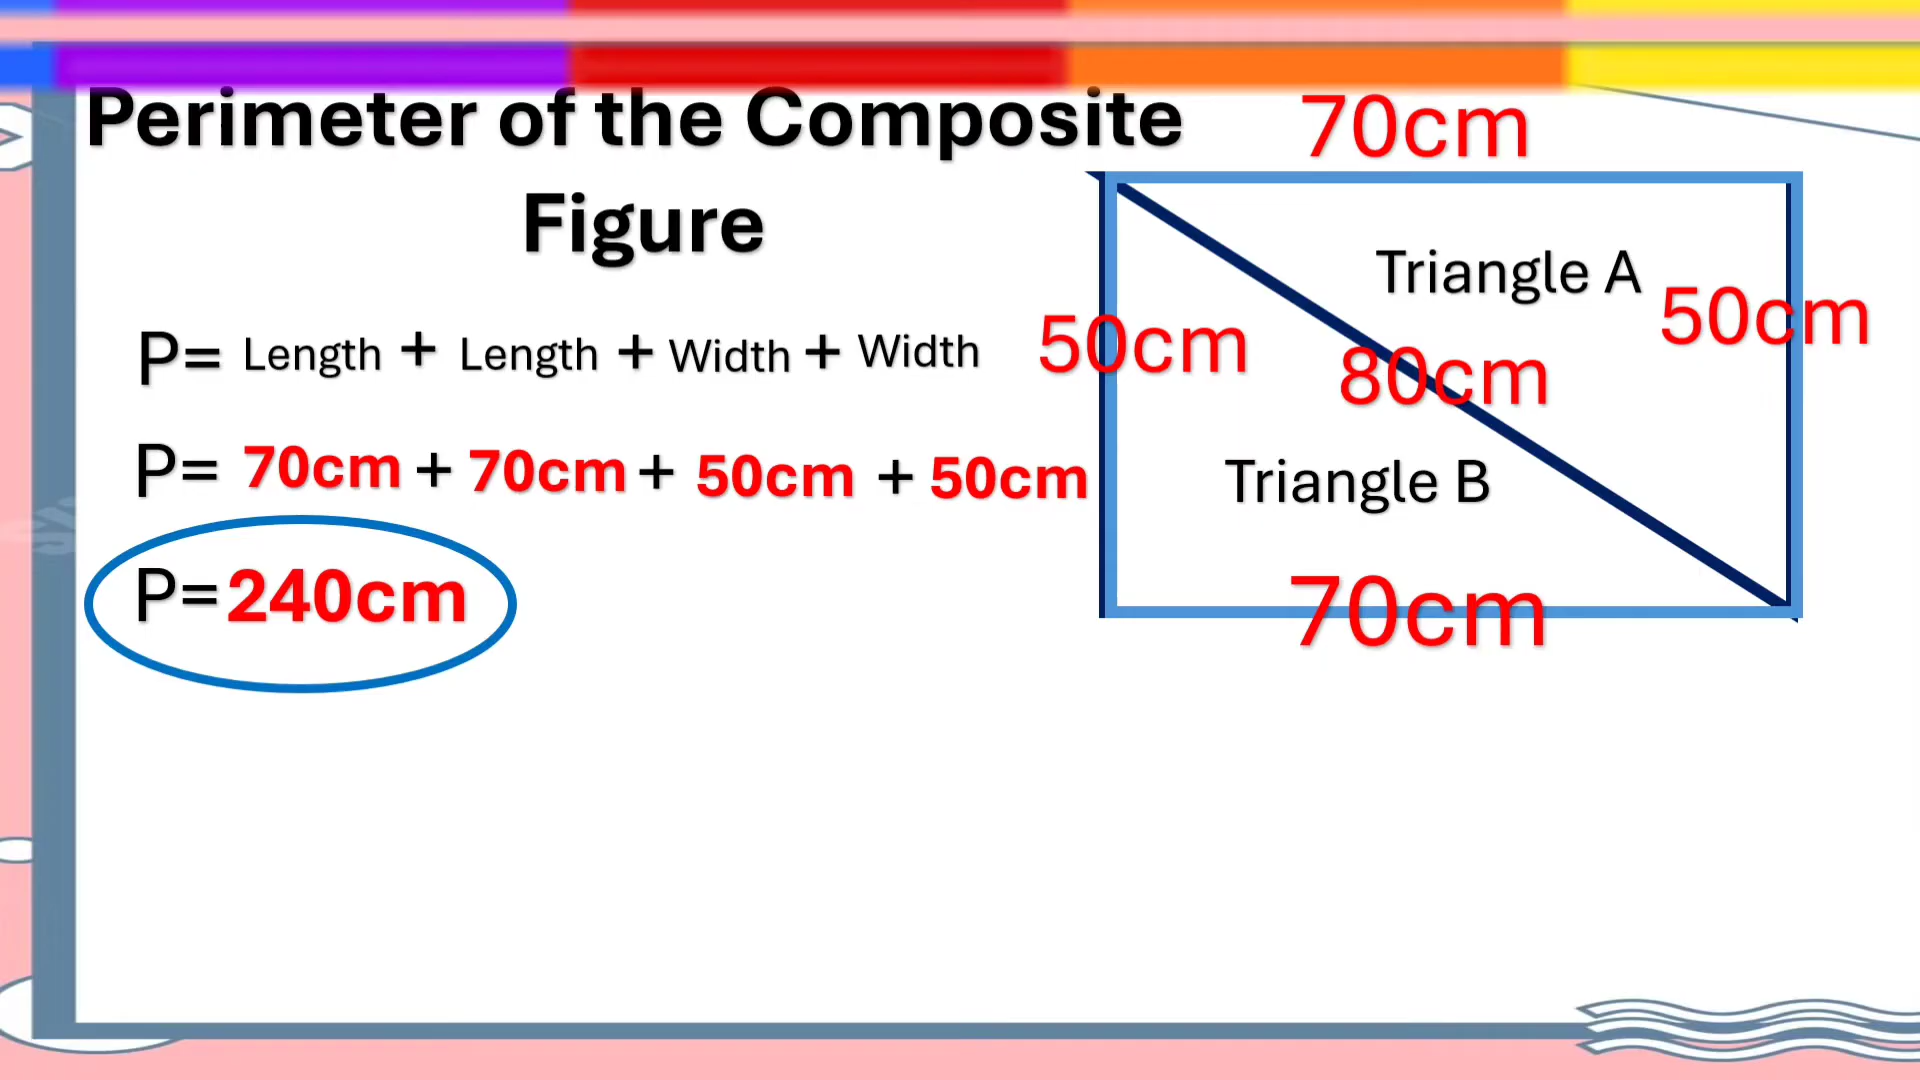 Perimeter of the Composite
Figure
P= Length + Length + Width + Width
P= 70cm + 70cm + 50cm + 50cm
P= 240cm
70cm
Triangle A
50cm
50cm
80cm
Triangle B
70cm